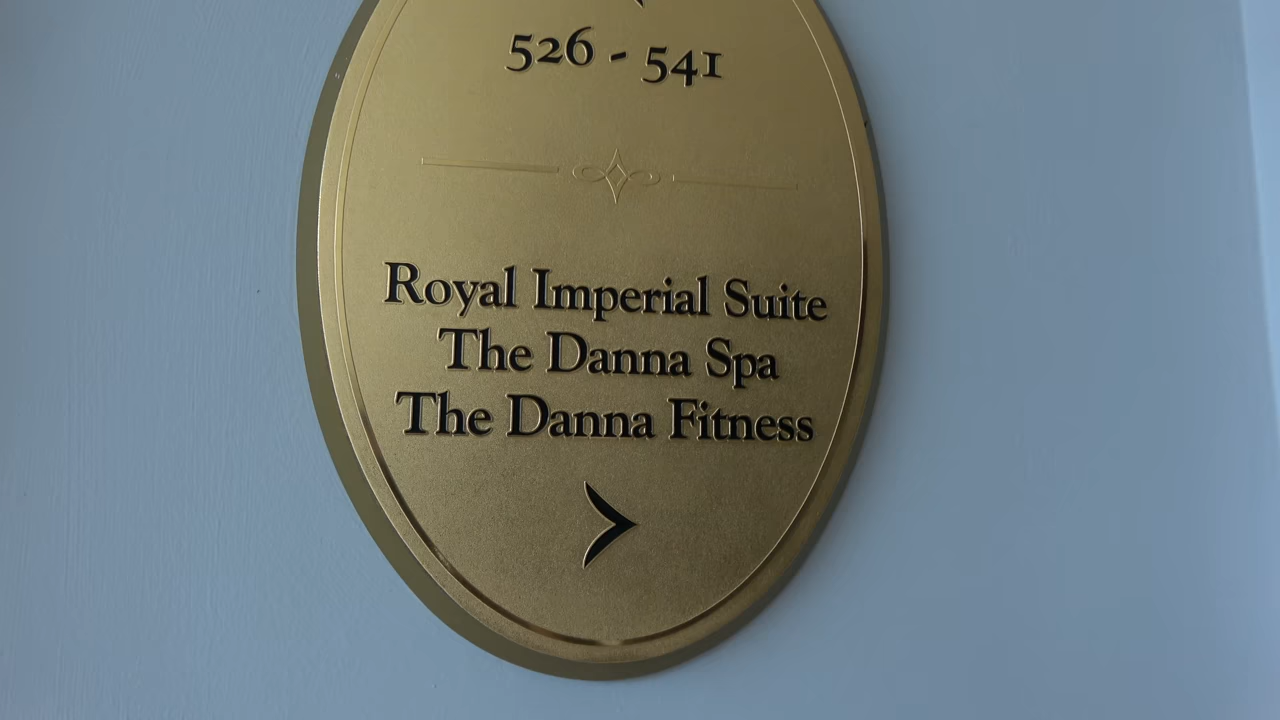 526 - 541
Royal Imperial Suite
The Danna Spa
The Danna Fitness